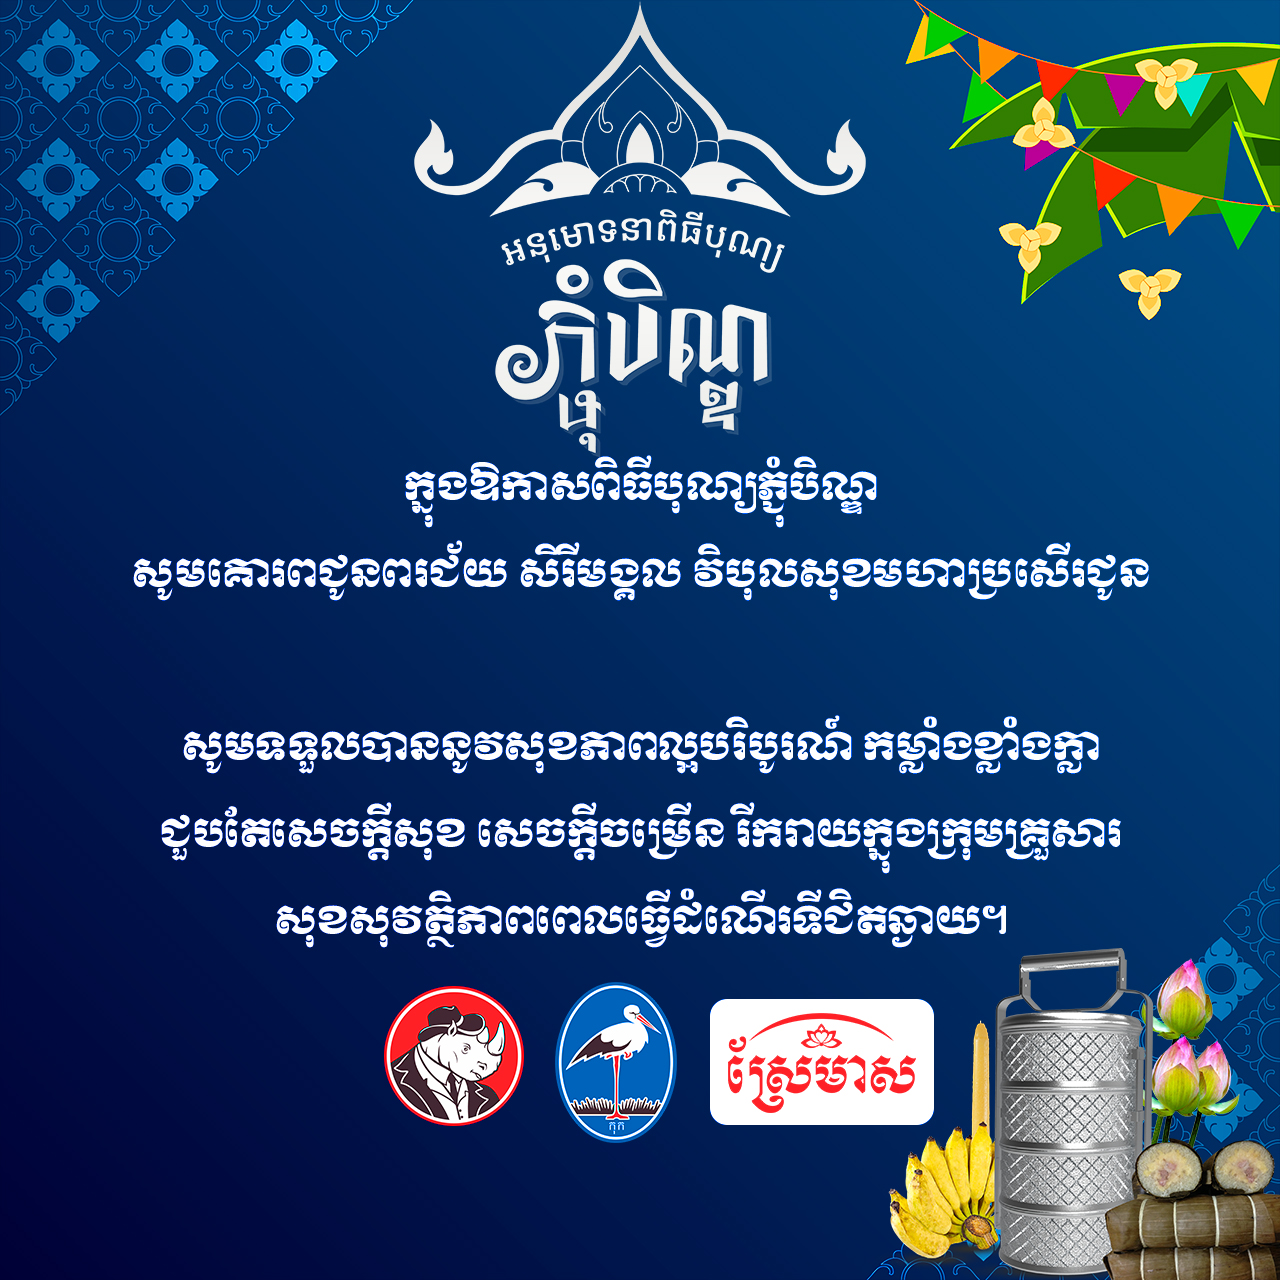 អនុមោទនាពិធីបុណ្យ
ភ្ជុំបិណ្ឌ
ក្នុងឱកាសពិធីបុណ្យភ្ជុំបិណ្ឌ
សូមគោរពជូនពរជ័យ សិរីមង្គល វិបុលសុខមហាប្រសើរជូន
សូមទទួលបាននូវសុខភាពល្អបរិបូរណ៍ កម្លាំងខ្លាំងក្លា
ជួបតែសេចក្ដីសុខ សេចក្ដីចម្រើន រីករាយក្នុងក្រុមគ្រួសារ
សុខសុវត្ថិភាពពេលធ្វើដំណើរទីជិតឆ្ងាយ។
កុក
ស្រែមាស